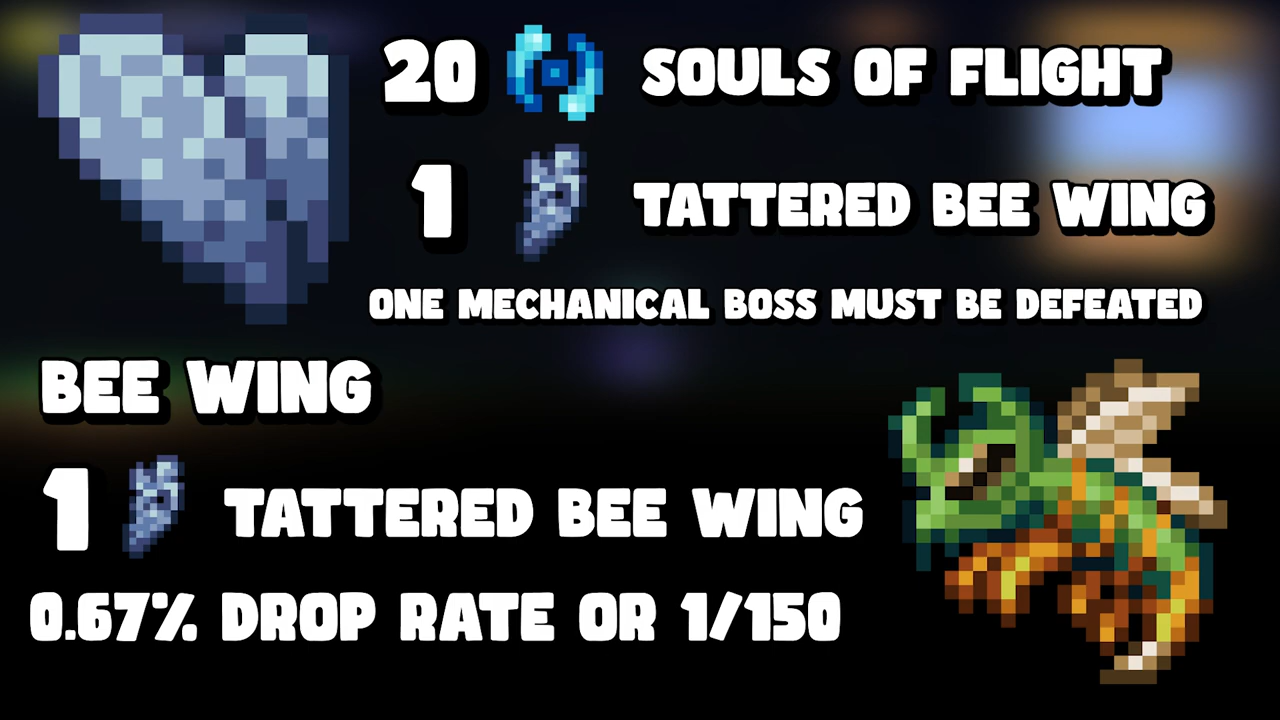 20 SOULS OF FLIGHT
1 TATTERED BEE WING
ONE MECHANICAL BOSS MUST BE DEFEATED
BEE WING
1 TATTERED BEE WING
0.67% DROP RATE OR 1/150